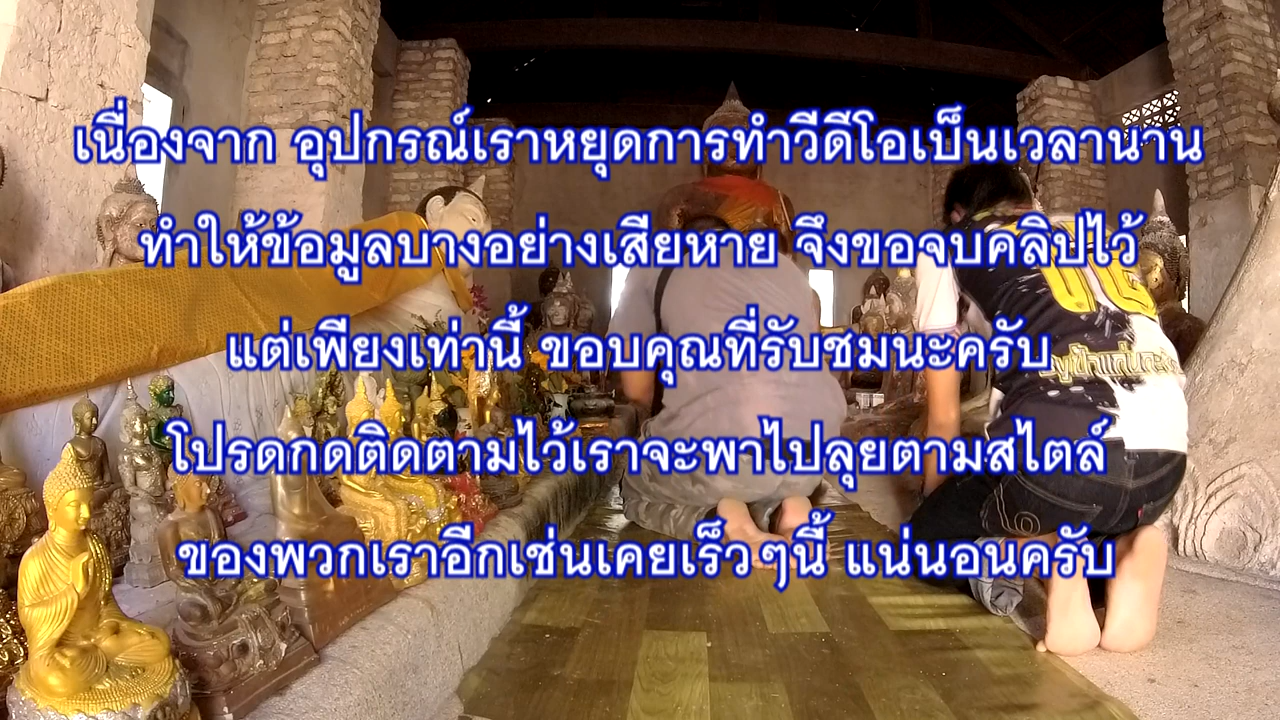 เนื่องจาก อุปกรณ์เราหยุดการทำวีดีโอเป็นเวลานาน
ทำให้ข้อมูลบางอย่างเสียหาย จึงขอจบคลิปไว้
แต่เพียงเท่านี้ ขอบคุณที่รับชมนะครับ
โปรดกดติดตามไว้เราจะพาไปลุยตามสไตล์
ของพวกเราอีกเช่นเคยเร็วๆนี้ แน่นอนครับ